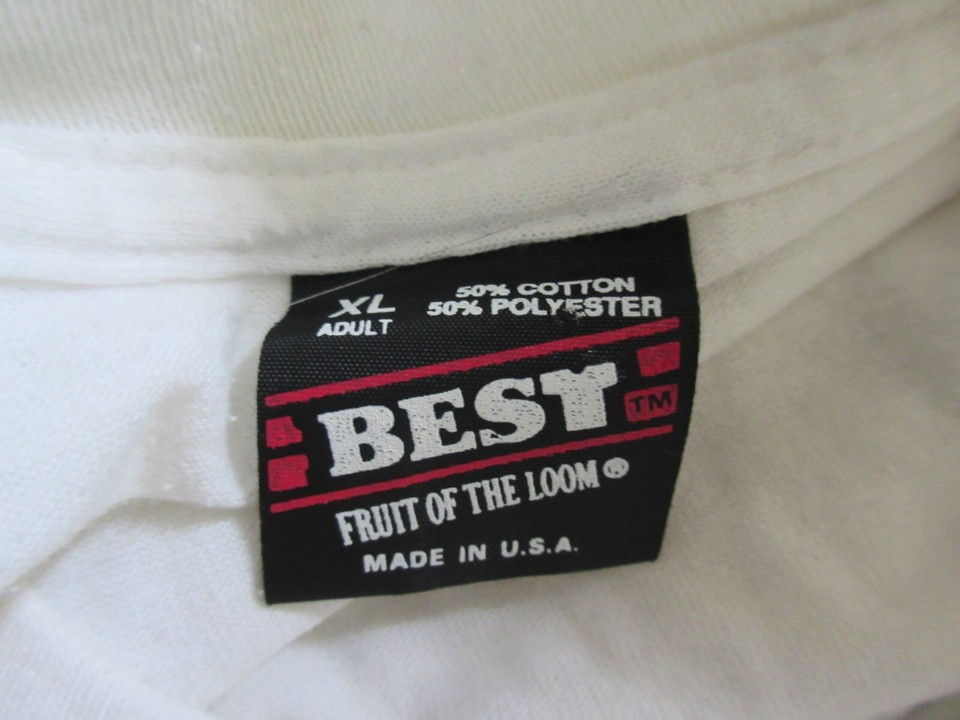 XL
ADULT
50% COTTON
50% POLYESTER
BEST
TM
FRUIT OF THE LOOM®
MADE IN U.S.A.